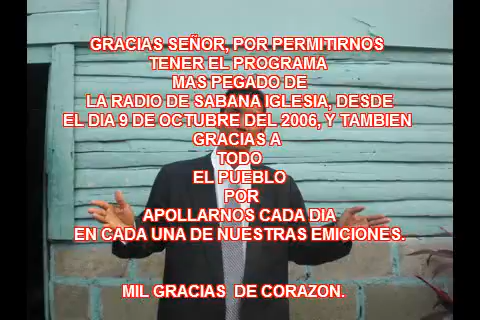 GRACIAS SEÑOR, POR PERMITIRNOS
TENER EL PROGRAMA
MAS PEGADO DE
LA RADIO DE SABANA IGLESIA, DESDE
EL DIA 9 DE OCTUBRE DEL 2006, Y TAMBIEN
GRACIAS A
TODO
EL PUEBLO
POR
APOLLARNOS CADA DIA
EN CADA UNA DE NUESTRAS EMICIONES.
MIL GRACIAS DE CORAZON.